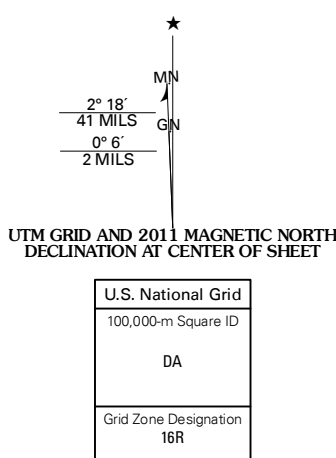 MN
2° 18´
41 MILS
GN
0° 6´
2 MILS
UTM GRID AND 2011 MAGNETIC NORTH
DECLINATION AT CENTER OF SHEET
U.S. National Grid
100,000-m Square ID
DA
Grid Zone Designation
16R